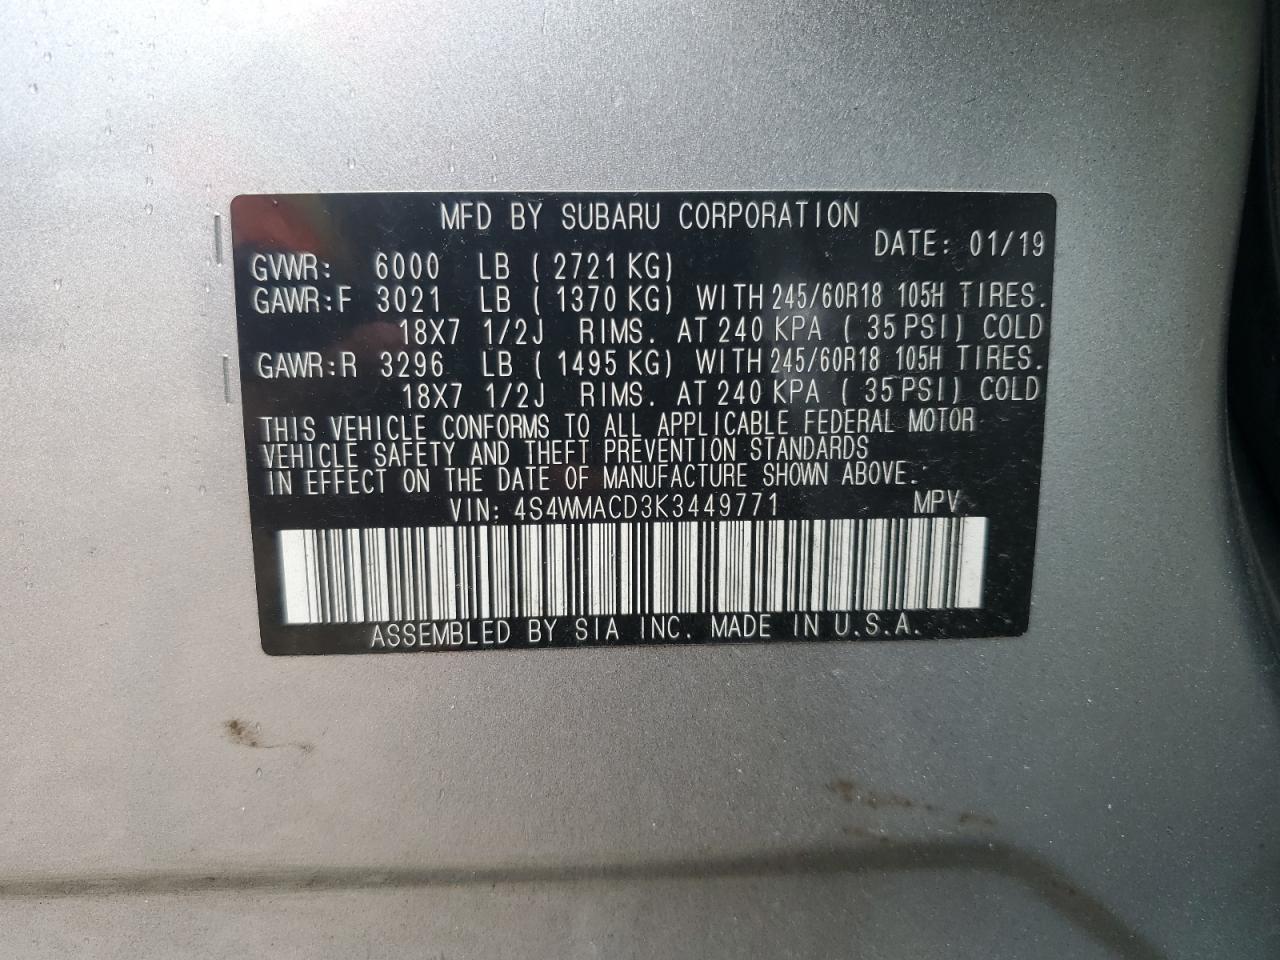 MFD BY SUBARU CORPORATION
DATE: 01/19
GVWR: 6000 LB ( 2721 KG)
GAWR:F 3021 LB ( 1370 KG) WITH 245/60R18 105H TIRES.
18X7 1/2J RIMS. AT 240 KPA ( 35 PSI) COLD
GAWR:R 3296 LB ( 1495 KG) WITH 245/60R18 105H TIRES.
18X7 1/2J RIMS. AT 240 KPA ( 35 PSI) COLD
THIS VEHICLE CONFORMS TO ALL APPLICABLE FEDERAL MOTOR
VEHICLE SAFETY AND THEFT PREVENTION STANDARDS
IN EFFECT ON THE DATE OF MANUFACTURE SHOWN ABOVE.
VIN: 4S4WMACD3K3449771 MPV
ASSEMBLED BY SIA INC. MADE IN U.S.A.